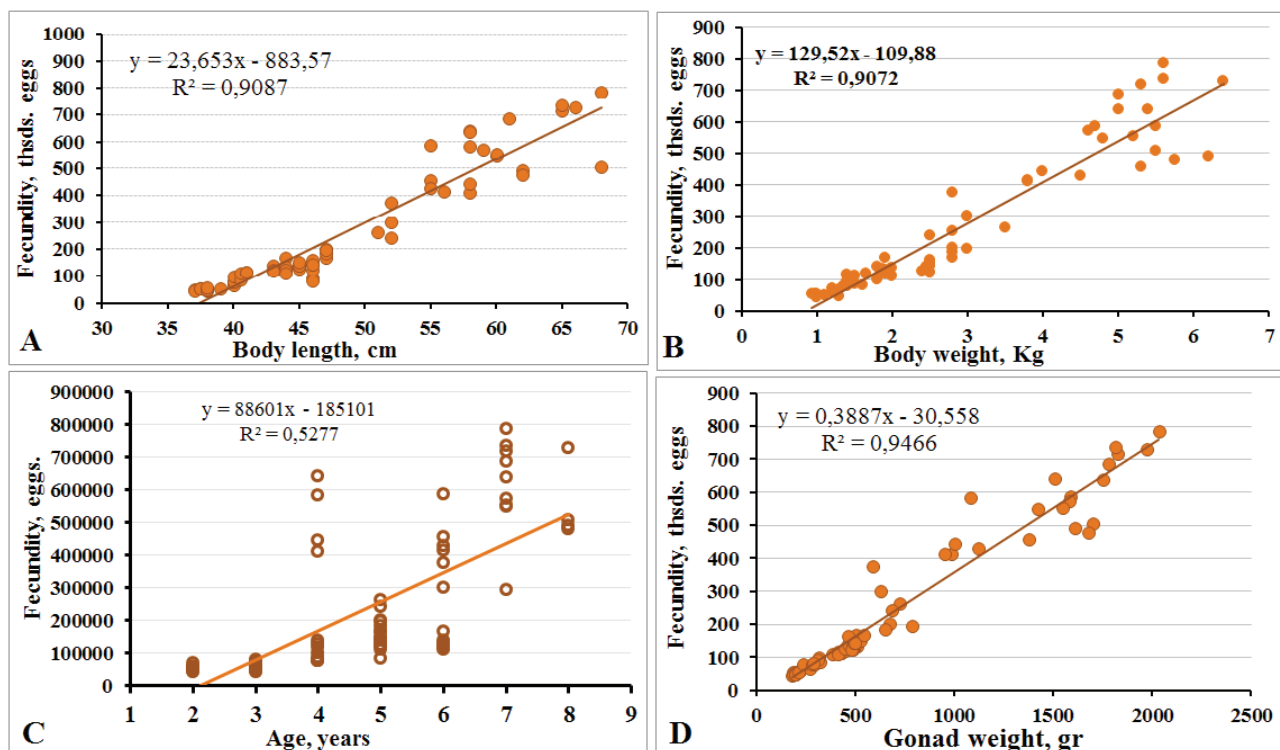 y = 23,653x - 883,57
R² = 0,9087
Fecundity, thsds. eggs
1000
900
800
700
600
500
400
300
200
100
0
30 40 50 60 70
Body length, cm
A
y = 129,52x - 109,88
R² = 0,9072
Fecundity, thsds. eggs
900
800
700
600
500
400
300
200
100
0
0 1 2 3 4 5 6 7
Body weight, Kg
B
y = 88601x - 185101
R² = 0,5277
Fecundity, eggs.
900000
800000
700000
600000
500000
400000
300000
200000
100000
0
1 2 3 4 5 6 7 8 9
Age, years
C
y = 0,3887x - 30,558
R² = 0,9466
Fecundity, thsds. eggs
900
800
700
600
500
400
300
200
100
0
0 500 1000 1500 2000 2500
Gonad weight, gr
D